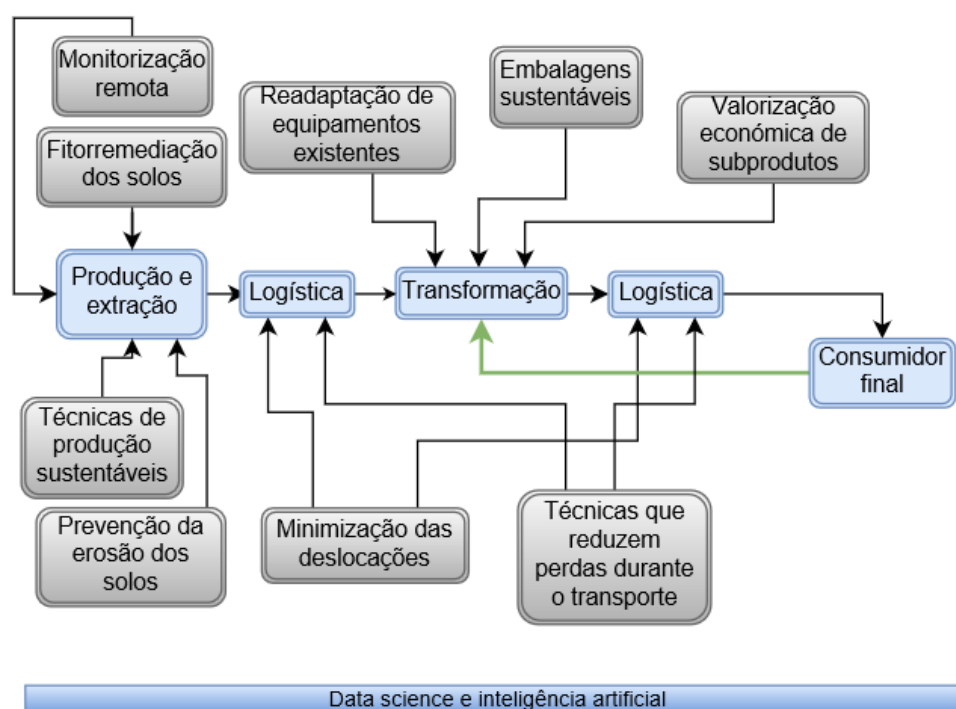 Monitorização
remota
Fitorremediação
dos solos
Readaptação de
equipamentos
existentes
Embalagens
sustentáveis
Valorização
económica de
subprodutos
Produção e
extração
Logística
Transformação
Logística
Consumidor
final
Técnicas de
produção
sustentáveis
Prevenção da
erosão dos
solos
Minimização das
deslocações
Técnicas que
reduzem
perdas durante
o transporte
Data science e inteligência artificial